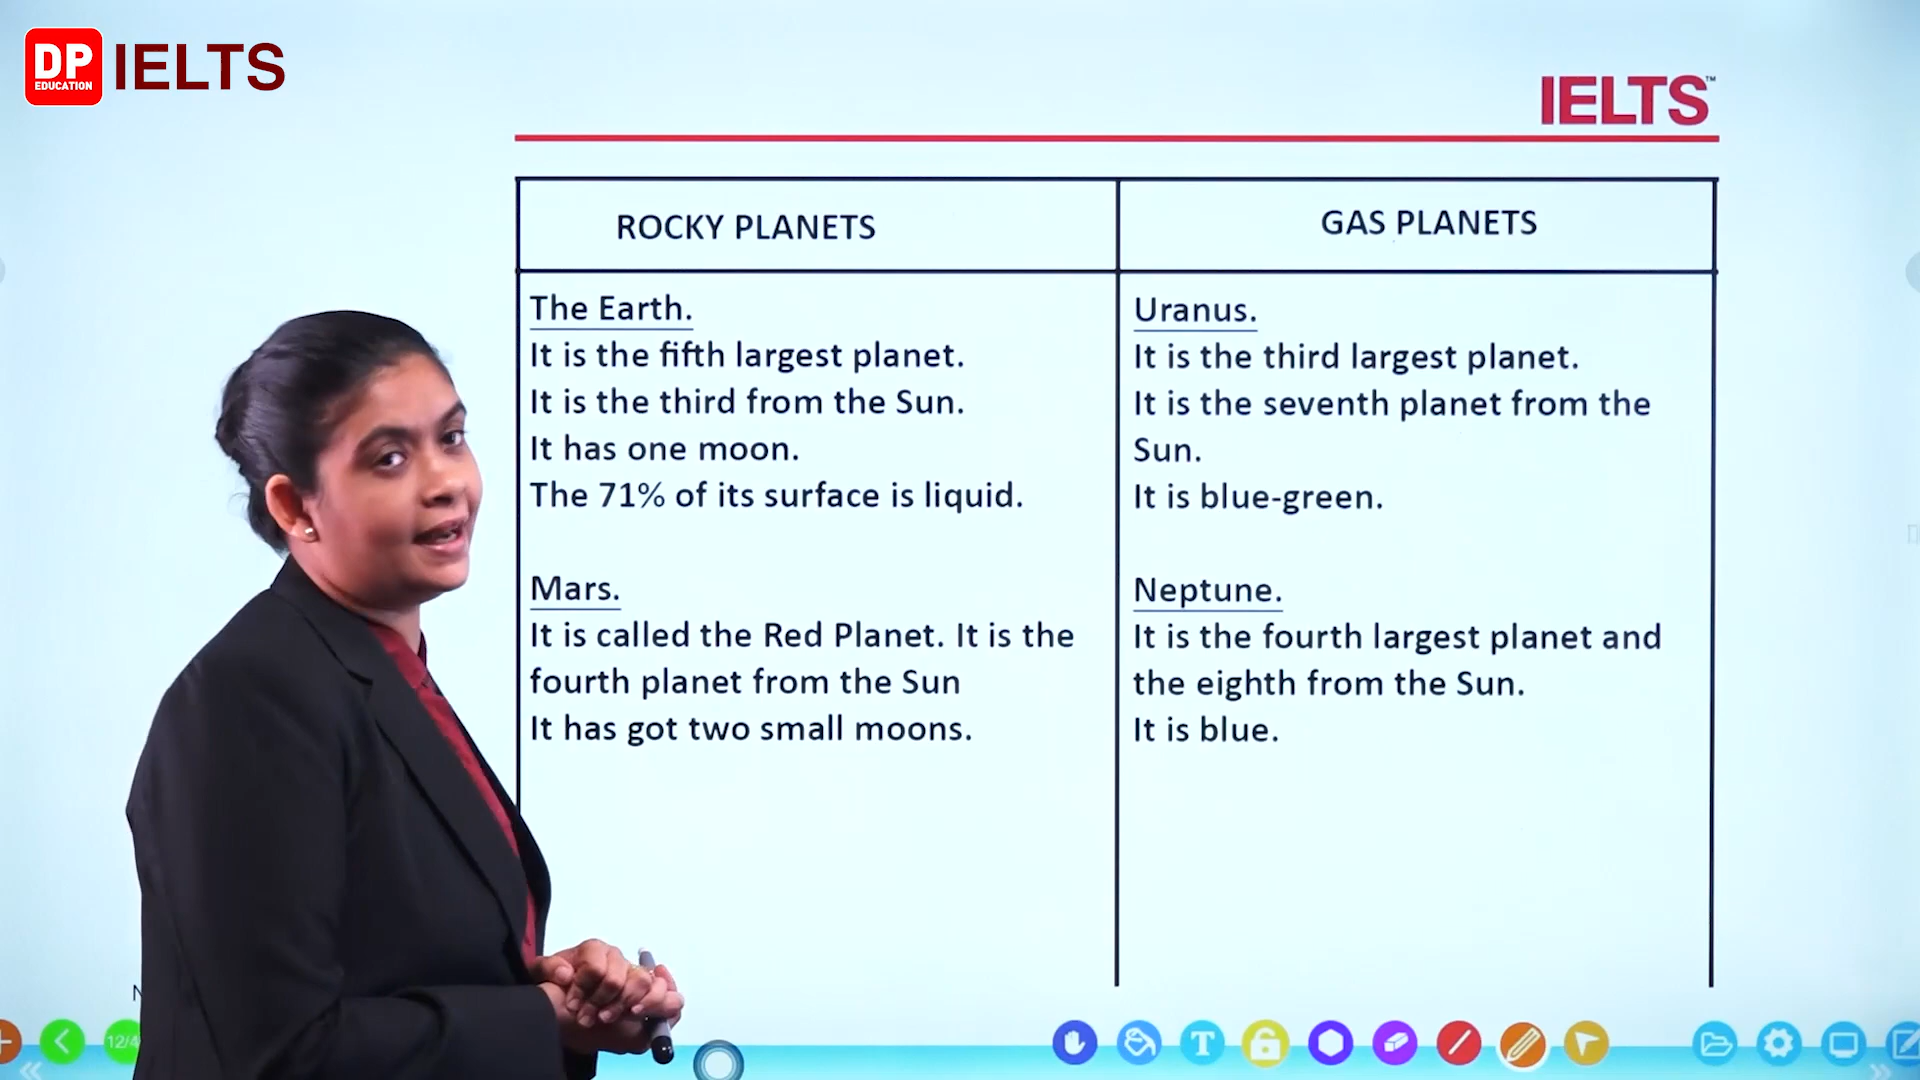 DP
EDUCATION
IELTS
IELTS™
ROCKY PLANETS
GAS PLANETS
The Earth.
It is the fifth largest planet.
It is the third from the Sun.
It has one moon.
The 71% of its surface is liquid.
Mars.
It is called the Red Planet. It is the
fourth planet from the Sun
It has got two small moons.
Uranus.
It is the third largest planet.
It is the seventh planet from the
Sun.
It is blue-green.
Neptune.
It is the fourth largest planet and
the eighth from the Sun.
It is blue.
T